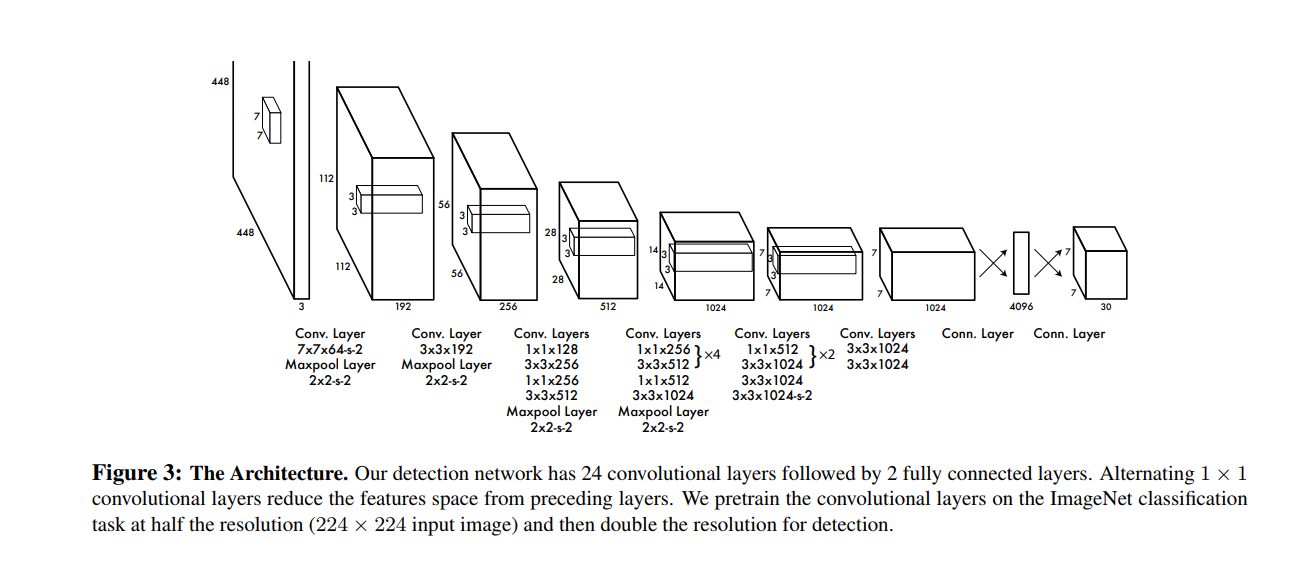 448
7
7
448
3
112
3
3
112
192
56
3
3
56
256
28
3
3
28
512
14
3
3
14
1024
7
3
3
7
1024
7
7
1024
4096
7
7
30
Conv. Layer
7x7x64-s-2
Maxpool Layer
2x2-s-2
Conv. Layer
3x3x192
Maxpool Layer
2x2-s-2
Conv. Layers
1x1x128
3x3x256
1x1x256
3x3x512
Maxpool Layer
2x2-s-2
Conv. Layers
1x1x256
3x3x512 } ×4
1x1x512
3x3x1024
Maxpool Layer
2x2-s-2
Conv. Layers
1x1x512
3x3x1024 } ×2
3x3x1024
3x3x1024-s-2
Conv. Layers
3x3x1024
3x3x1024
Conn. Layer
Conn. Layer
Figure 3: The Architecture. Our detection network has 24 convolutional layers followed by 2 fully connected layers. Alternating 1 × 1
convolutional layers reduce the features space from preceding layers. We pretrain the convolutional layers on the ImageNet classification
task at half the resolution (224 × 224 input image) and then double the resolution for detection.